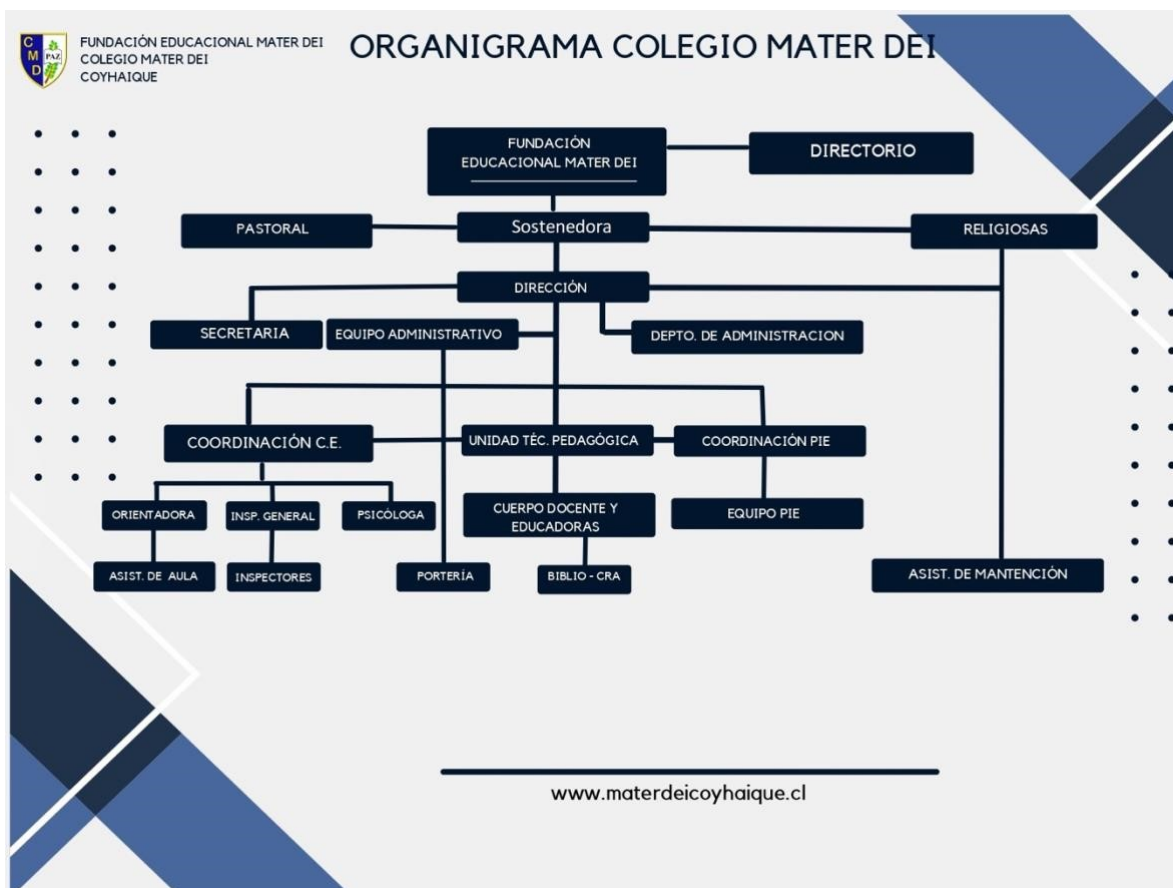 C
M
D
PAZ
FUNDACIÓN EDUCACIONAL MATER DEI
COLEGIO MATER DEI
COYHAIQUE
ORGANIGRAMA COLEGIO MATER DEI
FUNDACIÓN
EDUCACIONAL MATER DEI
DIRECTORIO
PASTORAL
Sostenedora
RELIGIOSAS
DIRECCIÓN
SECRETARIA
EQUIPO ADMINISTRATIVO
DEPTO. DE ADMINISTRACION
COORDINACIÓN C.E.
UNIDAD TÉC. PEDAGÓGICA
COORDINACIÓN PIE
ORIENTADORA
INSP. GENERAL
PSICÓLOGA
CUERPO DOCENTE Y
EDUCADORAS
EQUIPO PIE
ASIST. DE AULA
INSPECTORES
PORTERÍA
BIBLIO - CRA
ASIST. DE MANTENCIÓN
www.materdeicoyhaique.cl